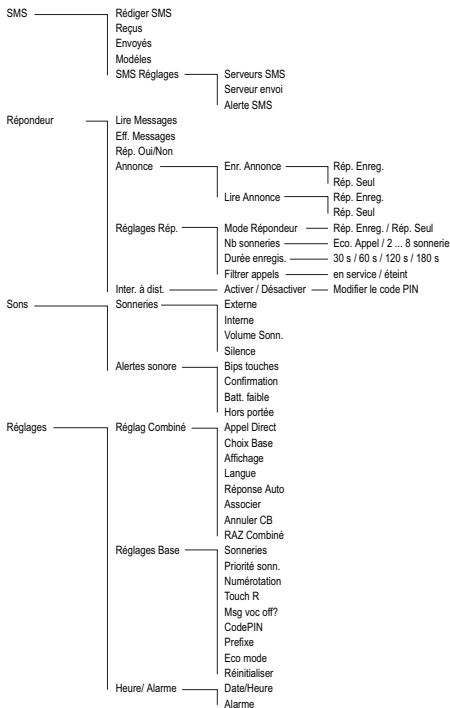 SMS Rédiger SMS
Reçus
Envoyés
Modéles
SMS Réglages Serveurs SMS
Serveur envoi
Alerte SMS
Répondeur Lire Messages
Eff. Messages
Rép. Oui/Non
Annonce Enr. Annonce Rép. Enreg.
Rép. Seul
Lire Annonce Rép. Enreg.
Rép. Seul
Réglages Rép. Mode Répondeur Rép. Enreg. / Rép. Seul
Nb sonneries Eco. Appel / 2 ... 8 sonnerie
Durée enregis. 30 s / 60 s / 120 s / 180 s
Filtrer appels en service / éteint
Inter. à dist. Activer / Désactiver Modifier le code PIN
Sons Sonneries Externe
Interne
Volume Sonn.
Silence
Alertes sonore Bips touches
Confirmation
Batt. faible
Hors portée
Réglages Réglag Combiné Appel Direct
Choix Base
Affichage
Langue
Réponse Auto
Associer
Annuler CB
RAZ Combiné
Réglages Base Sonneries
Priorité sonn.
Numérotation
Touch R
Msg voc off?
CodePIN
Prefixe
Eco mode
Réinitialiser
Heure/ Alarme Date/Heure
Alarme